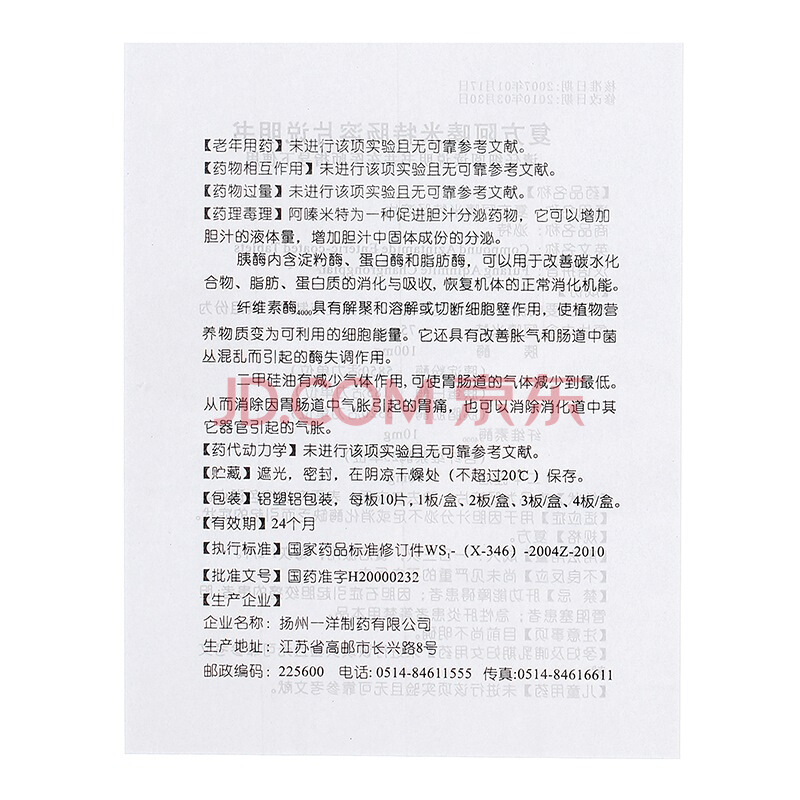 【老年用药】未进行该项实验且无可靠参考文献。
【药物相互作用】未进行该项实验且无可靠参考文献。
【药物过量】未进行该项实验且无可靠参考文献。
【药理毒理】阿嗪米特为一种促进胆汁分泌药物，它可以增加
胆汁的液体量，增加胆汁中固体成份的分泌。
胰酶内含淀粉酶、蛋白酶和脂肪酶，可以用于改善碳水化
合物、脂肪、蛋白质的消化与吸收，恢复机体的正常消化机能。
纤维素酶4000具有解聚和溶解或切断细胞壁作用，使植物营
养物质变为可利用的细胞能量。它还具有改善胀气和肠道中菌
丛混乱而引起的酶失调作用。
二甲硅油有减少气体作用，可使胃肠道的气体减少到最低。
从而消除因胃肠道中气胀引起的胃痛，也可以消除消化道中其
它器官引起的气胀。
JD.COM 京东
【药代动力学】未进行该项实验且无可靠参考文献。
【贮藏】遮光，密封，在阴凉干燥处（不超过20℃）保存。
【包装】铝塑铝包装，每板10片，1板/盒、2板/盒、3板/盒、4板/盒。
【有效期】24个月
【执行标准】国家药品标准修订件WS1-（X-346）-2004Z-2010
【批准文号】国药准字H20000232
【生产企业】
企业名称：扬州一洋制药有限公司
生产地址：江苏省高邮市长兴路8号
邮政编码：225600 电话:0514-84611555 传真:0514-84616611